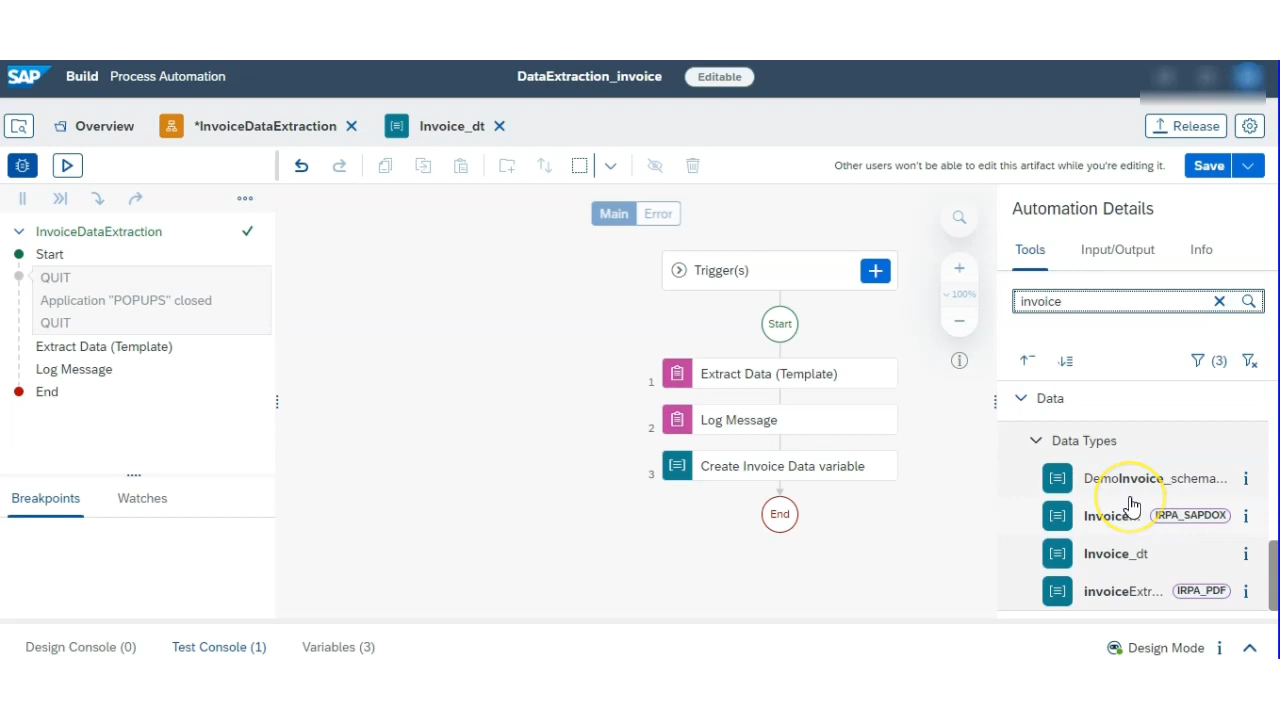 SAP Build Process Automation DataExtraction_invoice Editable
Overview *InvoiceDataExtraction Invoice_dt Release
Other users won't be able to edit this artifact while you're editing it. Save
InvoiceDataExtraction
Start
QUIT
Application "POPUPS" closed
QUIT
Extract Data (Template)
Log Message
End
Breakpoints Watches
Main Error
Trigger(s)
Start
1 Extract Data (Template)
2 Log Message
3 Create Invoice Data variable
End
100%
Automation Details
Tools Input/Output Info
invoice
(3)
Data
Data Types
DemoInvoice_schema...
Invoice... IRPA_SAPDOX
Invoice_dt
invoiceExtr... IRPA_PDF
Design Console (0) Test Console (1) Variables (3) Design Mode